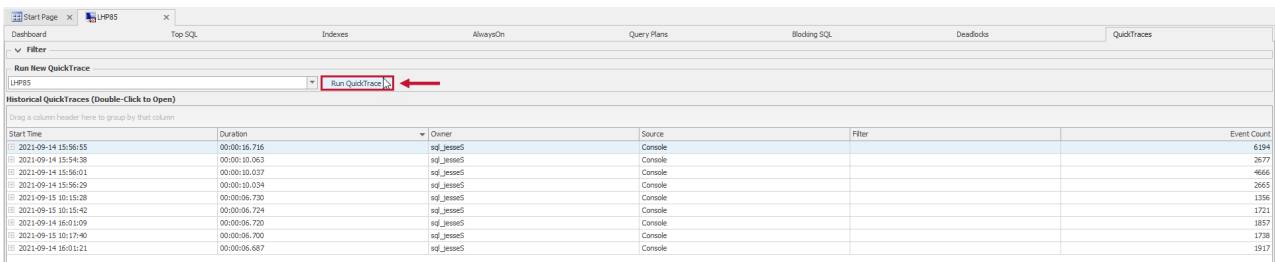 Start Page LHP85
Dashboard Top SQL Indexes AlwaysOn Query Plans Blocking SQL Deadlocks QuickTraces
Filter
Run New QuickTrace
LHP85 Run QuickTrace
Historical QuickTraces (Double-Click to Open)
Drag a column header here to group by that column
Start Time Duration Owner Source Filter Event Count
2021-09-14 15:56:55 00:00:16.716 sql_jesseS Console 6194
2021-09-14 15:54:38 00:00:10.063 sql_jesseS Console 2677
2021-09-14 15:56:01 00:00:10.037 sql_jesseS Console 4666
2021-09-14 15:56:29 00:00:10.034 sql_jesseS Console 2665
2021-09-15 10:15:28 00:00:06.730 sql_jesseS Console 1356
2021-09-15 10:15:42 00:00:06.724 sql_jesseS Console 1721
2021-09-14 16:01:09 00:00:06.720 sql_jesseS Console 1857
2021-09-15 10:17:40 00:00:06.700 sql_jesseS Console 1738
2021-09-14 16:01:21 00:00:06.687 sql_jesseS Console 1917